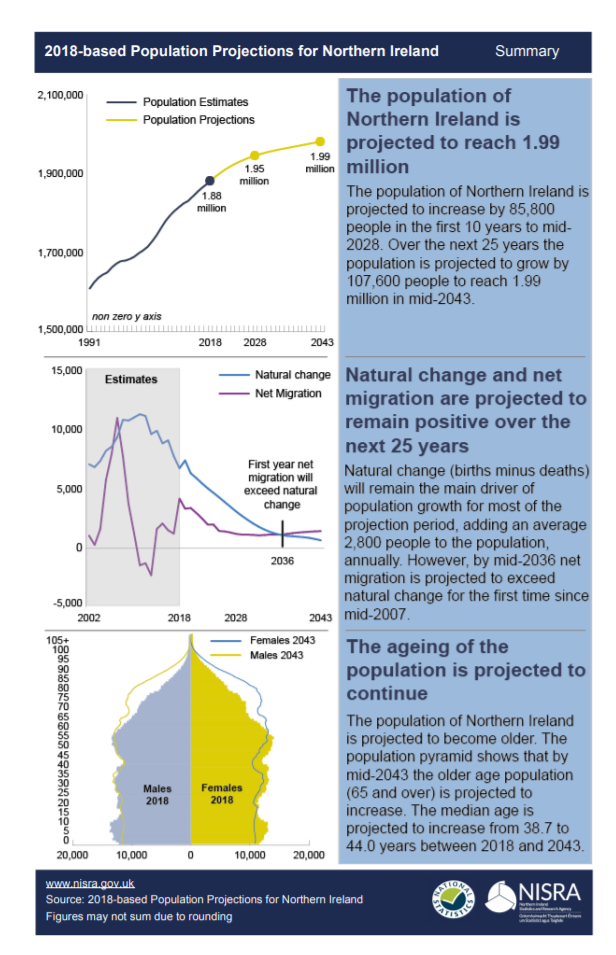 2018-based Population Projections for Northern Ireland Summary
2,100,000
1,900,000
1,700,000
1,500,000
Population Estimates
Population Projections
1.88
million
1.95
million
1.99
million
non zero y axis
1991 2018 2028 2043
The population of
Northern Ireland is
projected to reach 1.99
million
The population of Northern Ireland is
projected to increase by 85,800
people in the first 10 years to mid-
2028. Over the next 25 years the
population is projected to grow by
107,600 people to reach 1.99
million in mid-2043.
15,000
10,000
5,000
0
-5,000
Estimates
Natural change
Net Migration
First year net
migration will
exceed natural
change
2036
2002 2018 2028 2043
Natural change and net
migration are projected to
remain positive over the
next 25 years
Natural change (births minus deaths)
will remain the main driver of
population growth for most of the
projection period, adding an average
2,800 people to the population,
annually. However, by mid-2036 net
migration is projected to exceed
natural change for the first time since
mid-2007.
105+
100
95
90
85
80
75
70
65
60
55
50
45
40
35
30
25
20
15
10
5
0
Females 2043
Males 2043
Males
2018
Females
2018
20,000 10,000 0 10,000 20,000
The ageing of the
population is projected to
continue
The population of Northern Ireland
is projected to become older. The
population pyramid shows that by
mid-2043 the older age population
(65 and over) is projected to
increase. The median age is
projected to increase from 38.7 to
44.0 years between 2018 and 2043.
www.nisra.gov.uk
Source: 2018-based Population Projections for Northern Ireland
Figures may not sum due to rounding
NATIONAL STATISTICS
NISRA
Northern Ireland
Statistics and Research Agency